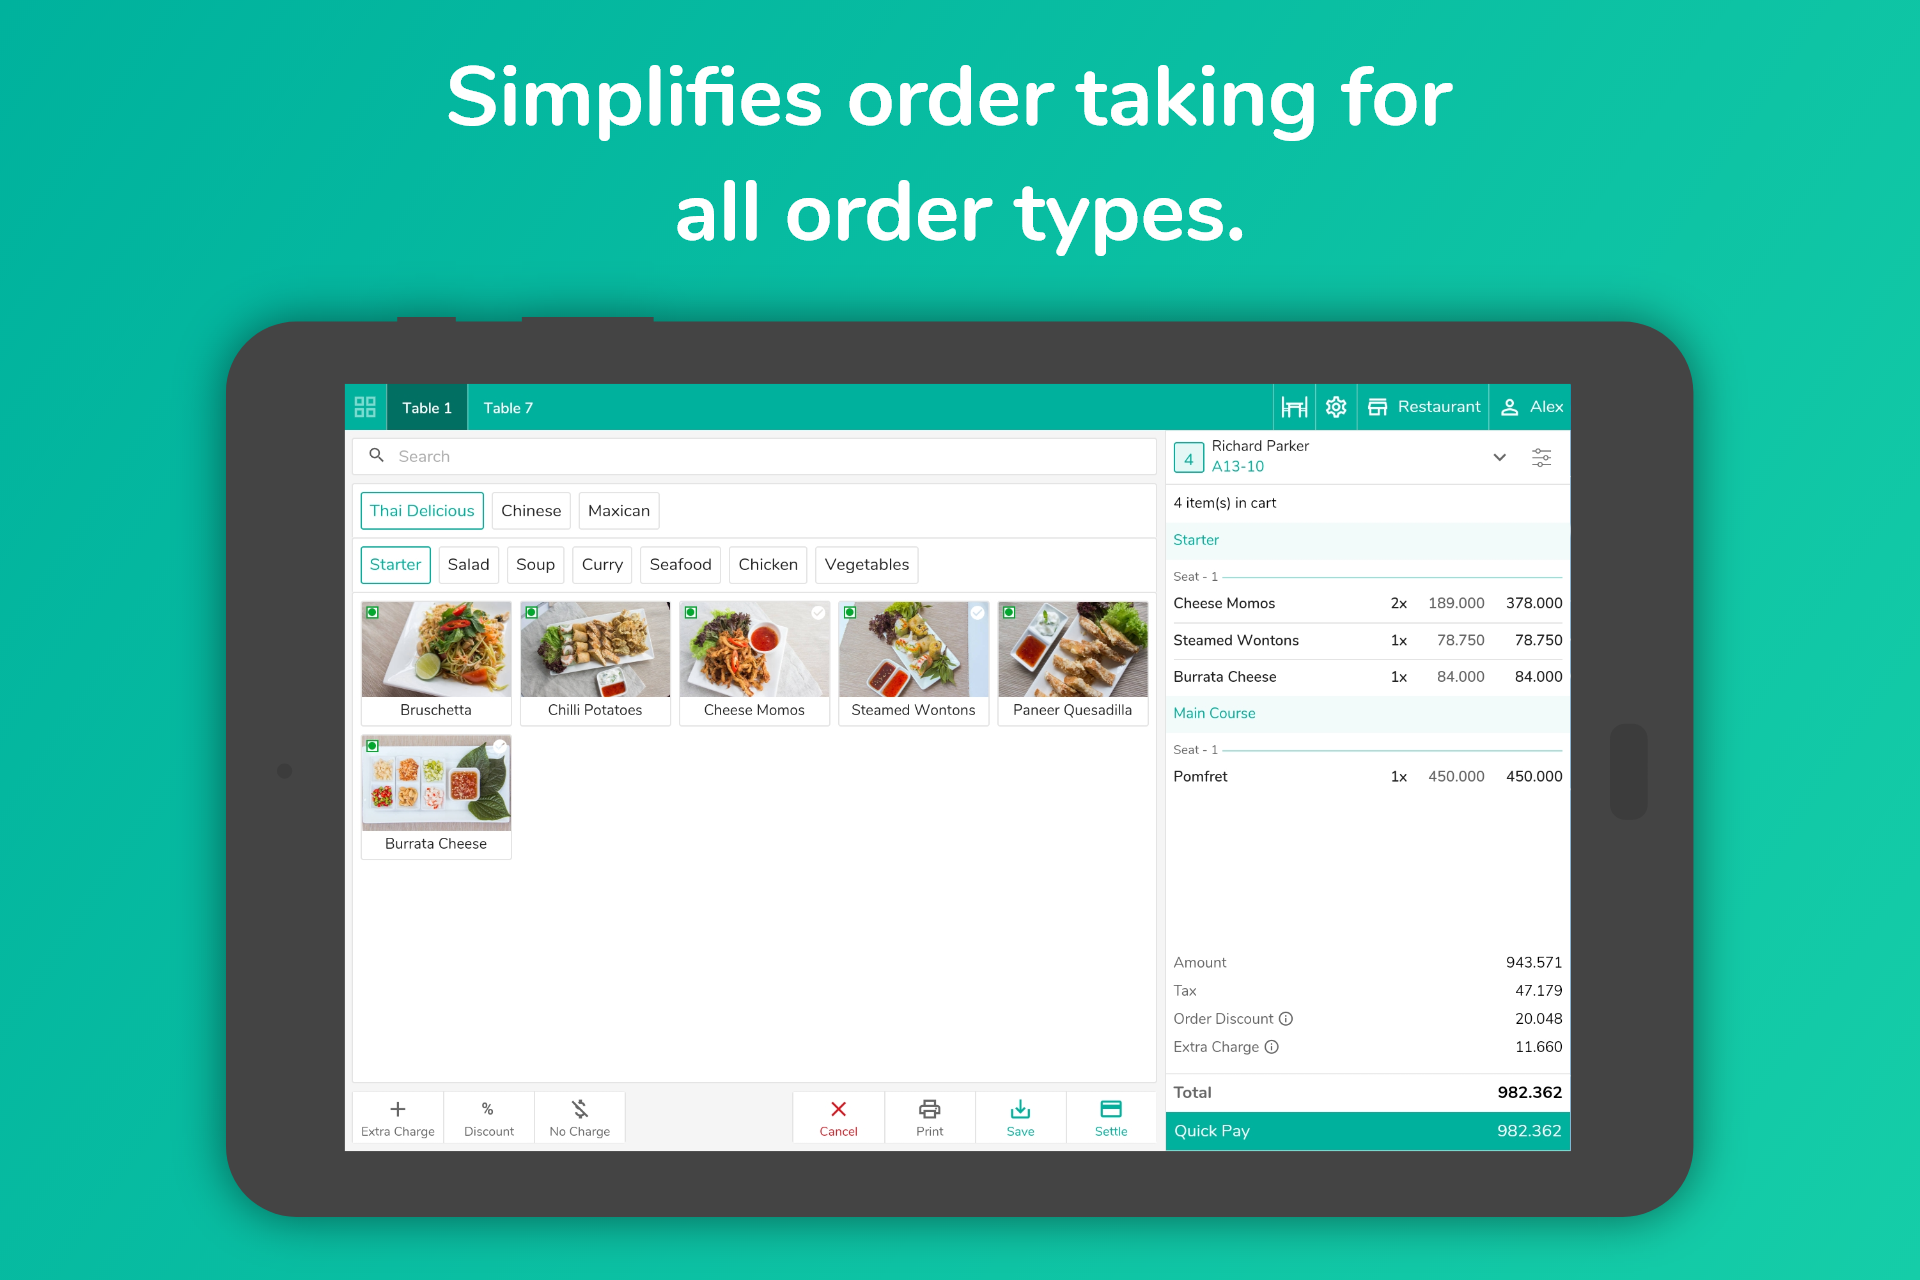 Simplifies order taking for
all order types.
Table 1
Table 7
Restaurant
Alex
Search
Thai Delicious
Chinese
Maxican
Starter
Salad
Soup
Curry
Seafood
Chicken
Vegetables
Bruschetta
Chilli Potatoes
Cheese Momos
Steamed Wontons
Paneer Quesadilla
Burrata Cheese
+ Extra Charge
% Discount
No Charge
Cancel
Print
Save
Settle
4
Richard Parker
A13-10
4 item(s) in cart
Starter
Seat - 1
Cheese Momos 2x 189.000 378.000
Steamed Wontons 1x 78.750 78.750
Burrata Cheese 1x 84.000 84.000
Main Course
Seat - 1
Pomfret 1x 450.000 450.000
Amount 943.571
Tax 47.179
Order Discount 20.048
Extra Charge 11.660
Total 982.362
Quick Pay 982.362